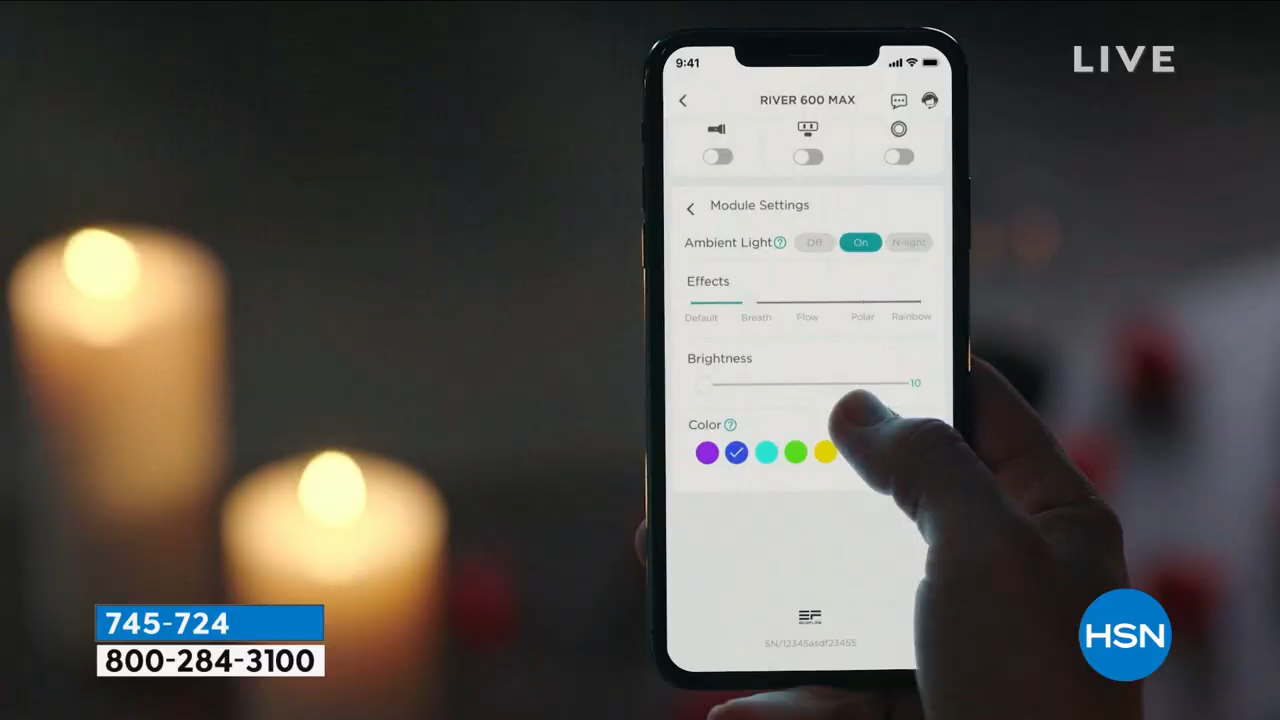 LIVE
9:41
RIVER 600 MAX
Module Settings
Ambient Light
Off
On
N-light
Effects
Default
Breath
Flow
Polar
Rainbow
Brightness
10
Color
EF
SN/12345asdf23455
745-724
800-284-3100
HSN